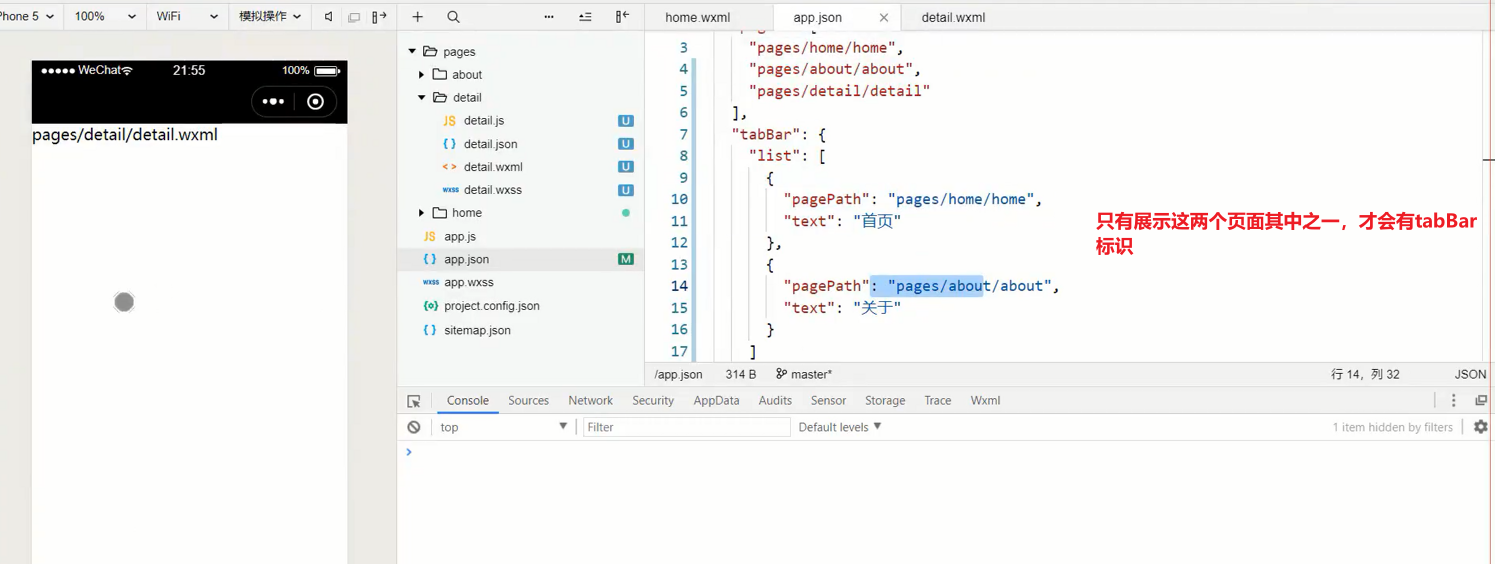 Phone 5 100% WiFi 模拟操作
home.wxml app.json detail.wxml
WeChat 21:55 100%
pages/detail/detail.wxml
pages
about
detail
JS detail.js U
{ } detail.json U
< > detail.wxml U
wxss detail.wxss U
home
JS app.js
{ } app.json M
wxss app.wxss
{o} project.config.json
{ } sitemap.json
3 "pages/home/home",
4 "pages/about/about",
5 "pages/detail/detail"
6 ],
7 "tabBar": {
8 "list": [
9 {
10 "pagePath": "pages/home/home",
11 "text": "首页"
12 },
13 {
14 "pagePath": "pages/about/about",
15 "text": "关于"
16 }
17 ]
只有展示这两个页面其中之一，才会有tabBar
标识
/app.json 314 B master* 行 14，列 32 JSON
Console Sources Network Security AppData Audits Sensor Storage Trace Wxml
top Filter Default levels 1 item hidden by filters